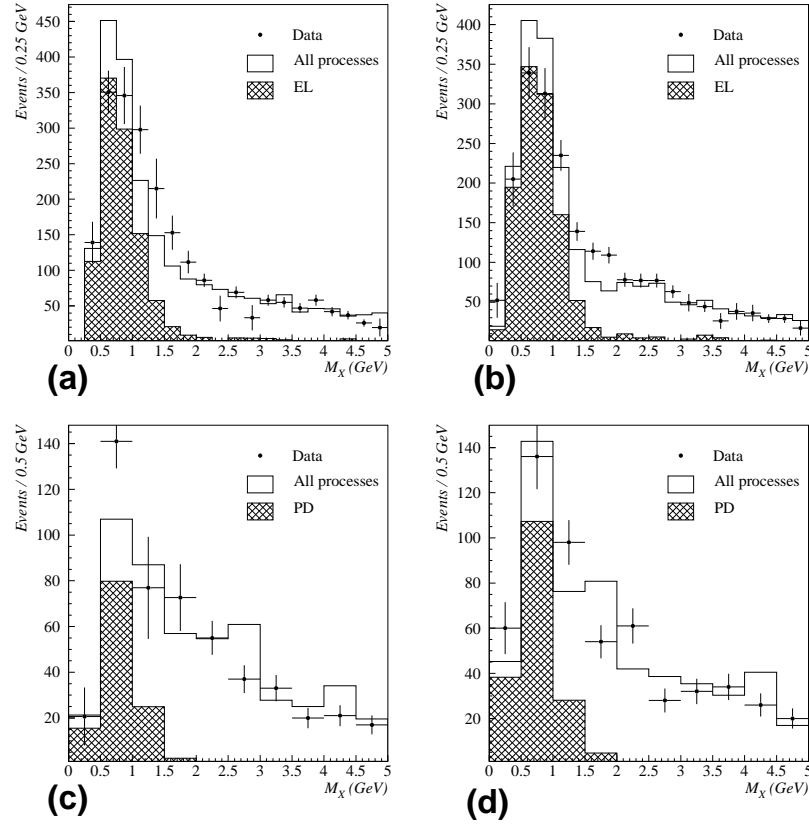 Events / 0.25 GeV
450
400
350
300
250
200
150
100
50
Data
All processes
EL
0 0.5 1 1.5 2 2.5 3 3.5 4 4.5 5
M_X (GeV)
(a)
Events / 0.25 GeV
400
350
300
250
200
150
100
50
Data
All processes
EL
0 0.5 1 1.5 2 2.5 3 3.5 4 4.5 5
M_X (GeV)
(b)
Events / 0.5 GeV
140
120
100
80
60
40
20
Data
All processes
PD
0 0.5 1 1.5 2 2.5 3 3.5 4 4.5 5
M_X (GeV)
(c)
Events / 0.5 GeV
140
120
100
80
60
40
20
Data
All processes
PD
0 0.5 1 1.5 2 2.5 3 3.5 4 4.5 5
M_X (GeV)
(d)